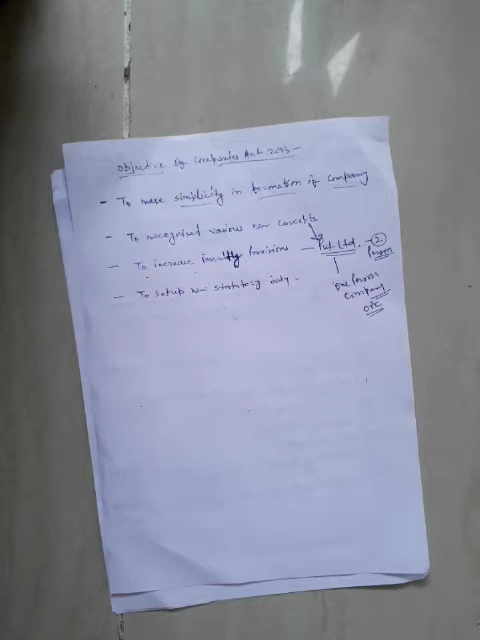 Objective of Companies Act 2013 -
- To make simplicity in formation of company
- To recognised various new concepts
- To increase penalty Provisions - Pvt. Ltd. - 2 Person
- To setup new statutory body -
One Person
Company
OPC